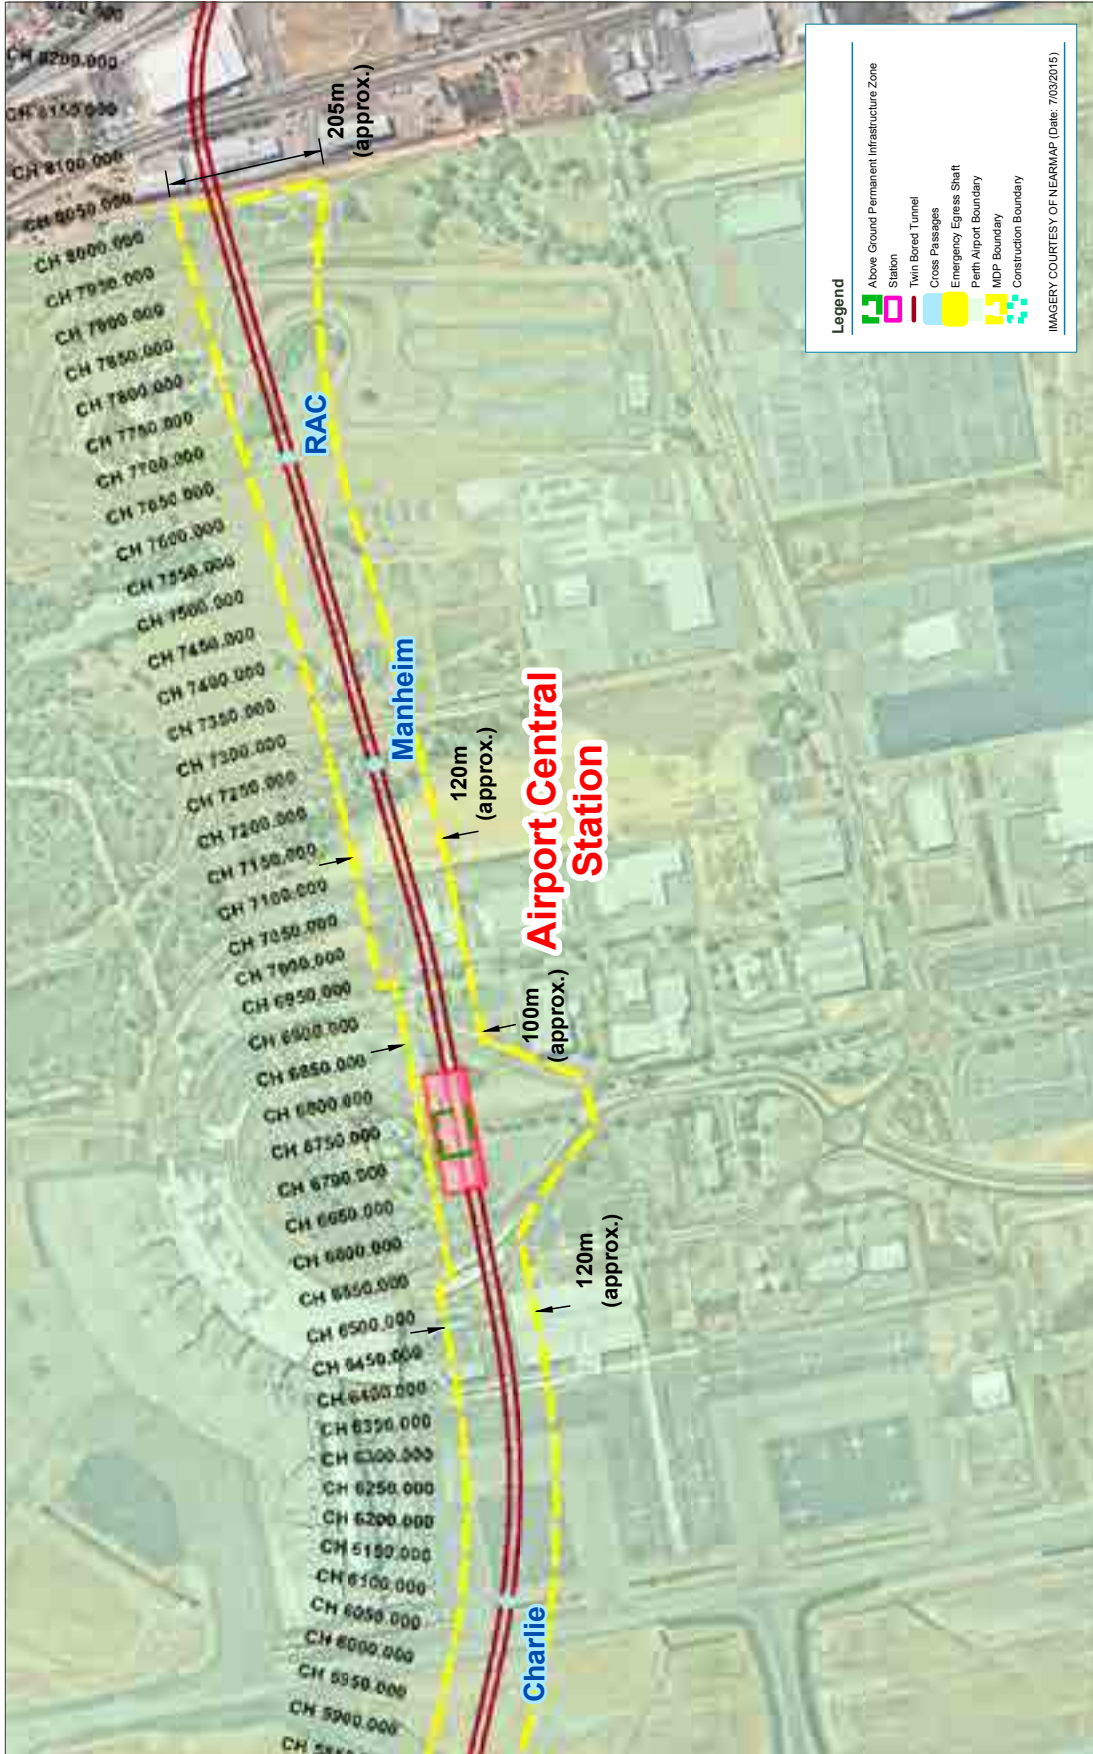 CH 8200.000
CH 8150.000
CH 8100.000
CH 8050.000
CH 8000.000
CH 7950.000
CH 7900.000
CH 7850.000
CH 7800.000
CH 7750.000
CH 7700.000
CH 7650.000
CH 7600.000
CH 7550.000
CH 7500.000
CH 7450.000
CH 7400.000
CH 7350.000
CH 7300.000
CH 7250.000
CH 7200.000
CH 7150.000
CH 7100.000
CH 7050.000
CH 7000.000
CH 6950.000
CH 6900.000
CH 6850.000
CH 6800.000
CH 6750.000
CH 6700.000
CH 6650.000
CH 6600.000
CH 6550.000
CH 6500.000
CH 6450.000
CH 6400.000
CH 6350.000
CH 6300.000
CH 6250.000
CH 6200.000
CH 6150.000
CH 6100.000
CH 6050.000
CH 6000.000
CH 5950.000
CH 5900.000
205m
(approx.)
RAC
Manheim
120m
(approx.)
Airport Central
Station
100m
(approx.)
120m
(approx.)
Charlie
Legend
Above Ground Permanent Infrastructure Zone
Station
Twin Bored Tunnel
Cross Passages
Emergency Egress Shaft
Perth Airport Boundary
MDP Boundary
Construction Boundary
IMAGERY COURTESY OF NEARMAP (Date: 7/03/2015)